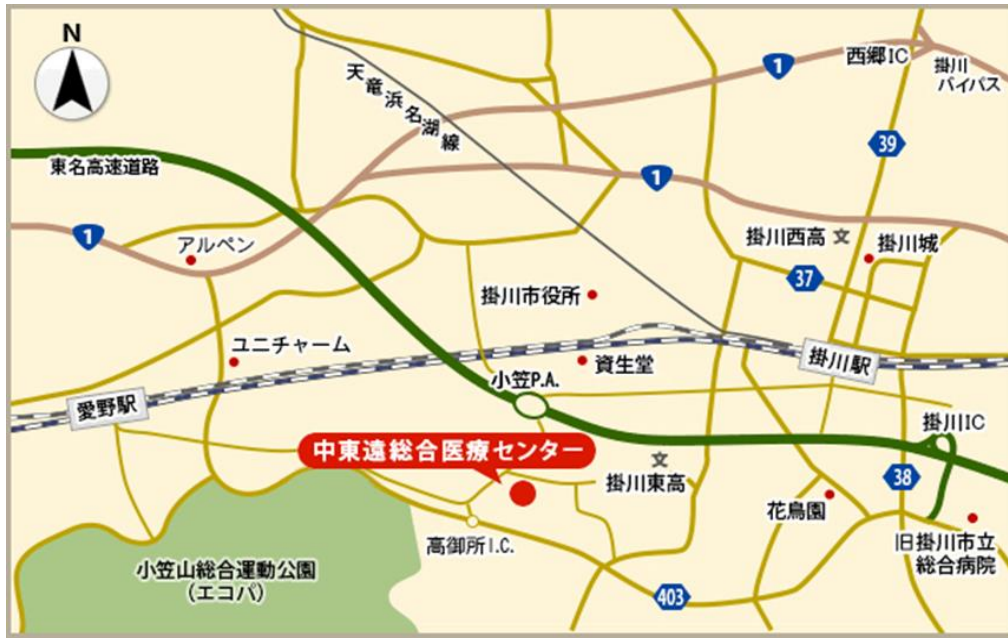 N
天竜浜名湖線
1
西郷IC
掛川
バイパス
39
東名高速道路
1
1
アルペン
掛川西高 文
掛川城
37
掛川市役所
ユニチャーム
資生堂
掛川駅
小笠P.A.
愛野駅
掛川IC
中東遠総合医療センター
文
掛川東高
38
花鳥園
高御所I.C.
旧掛川市立
総合病院
小笠山総合運動公園
(エコパ)
403